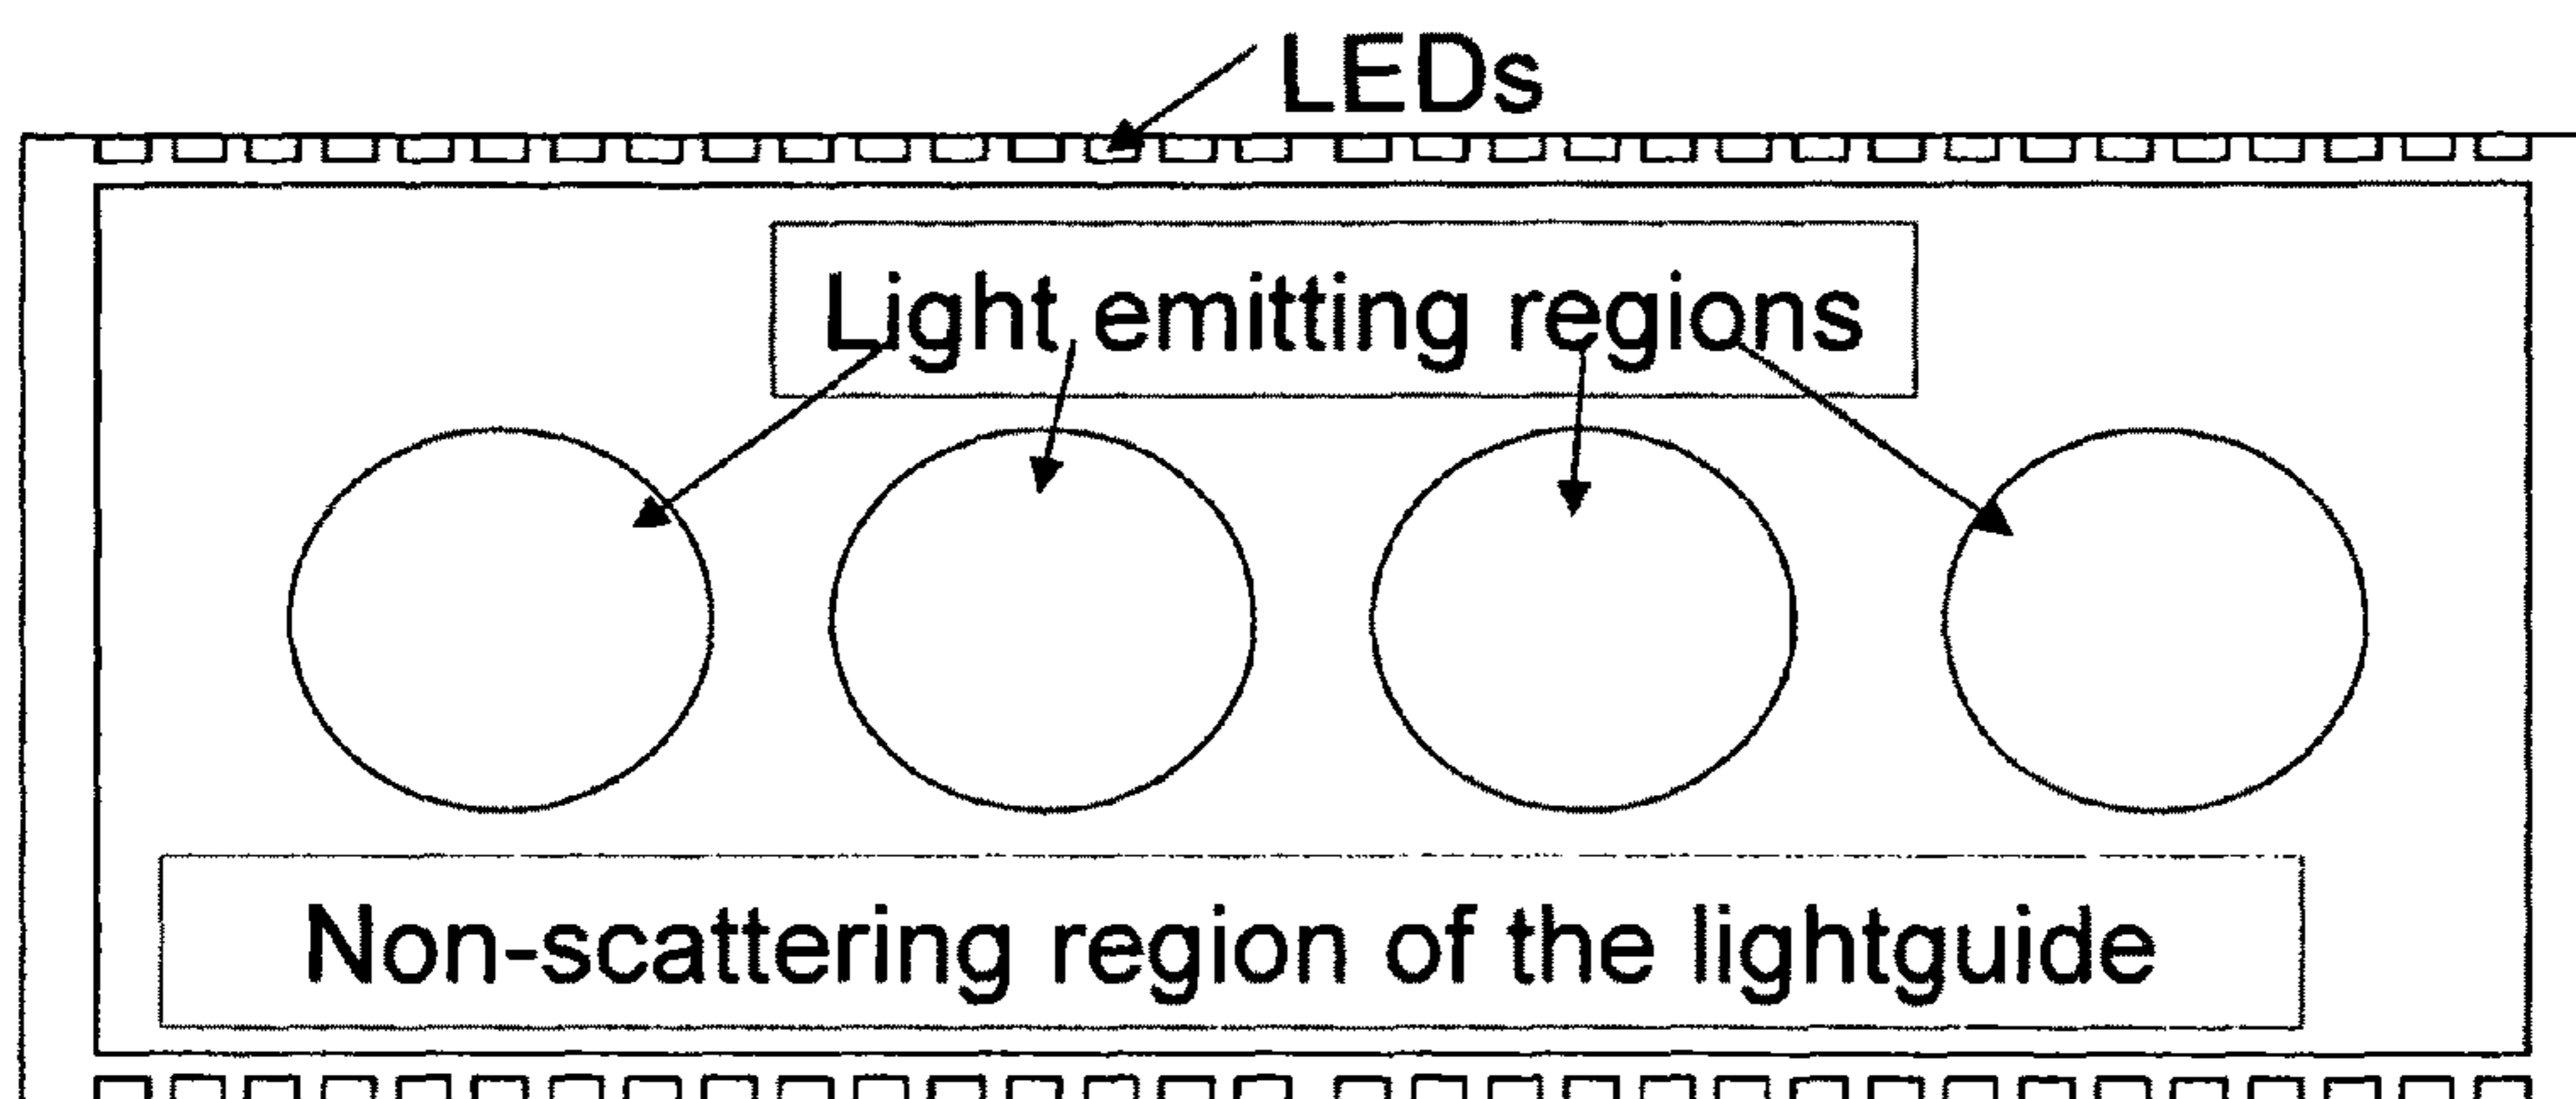 LEDs
Light emitting regions
Non-scattering region of the lightguide